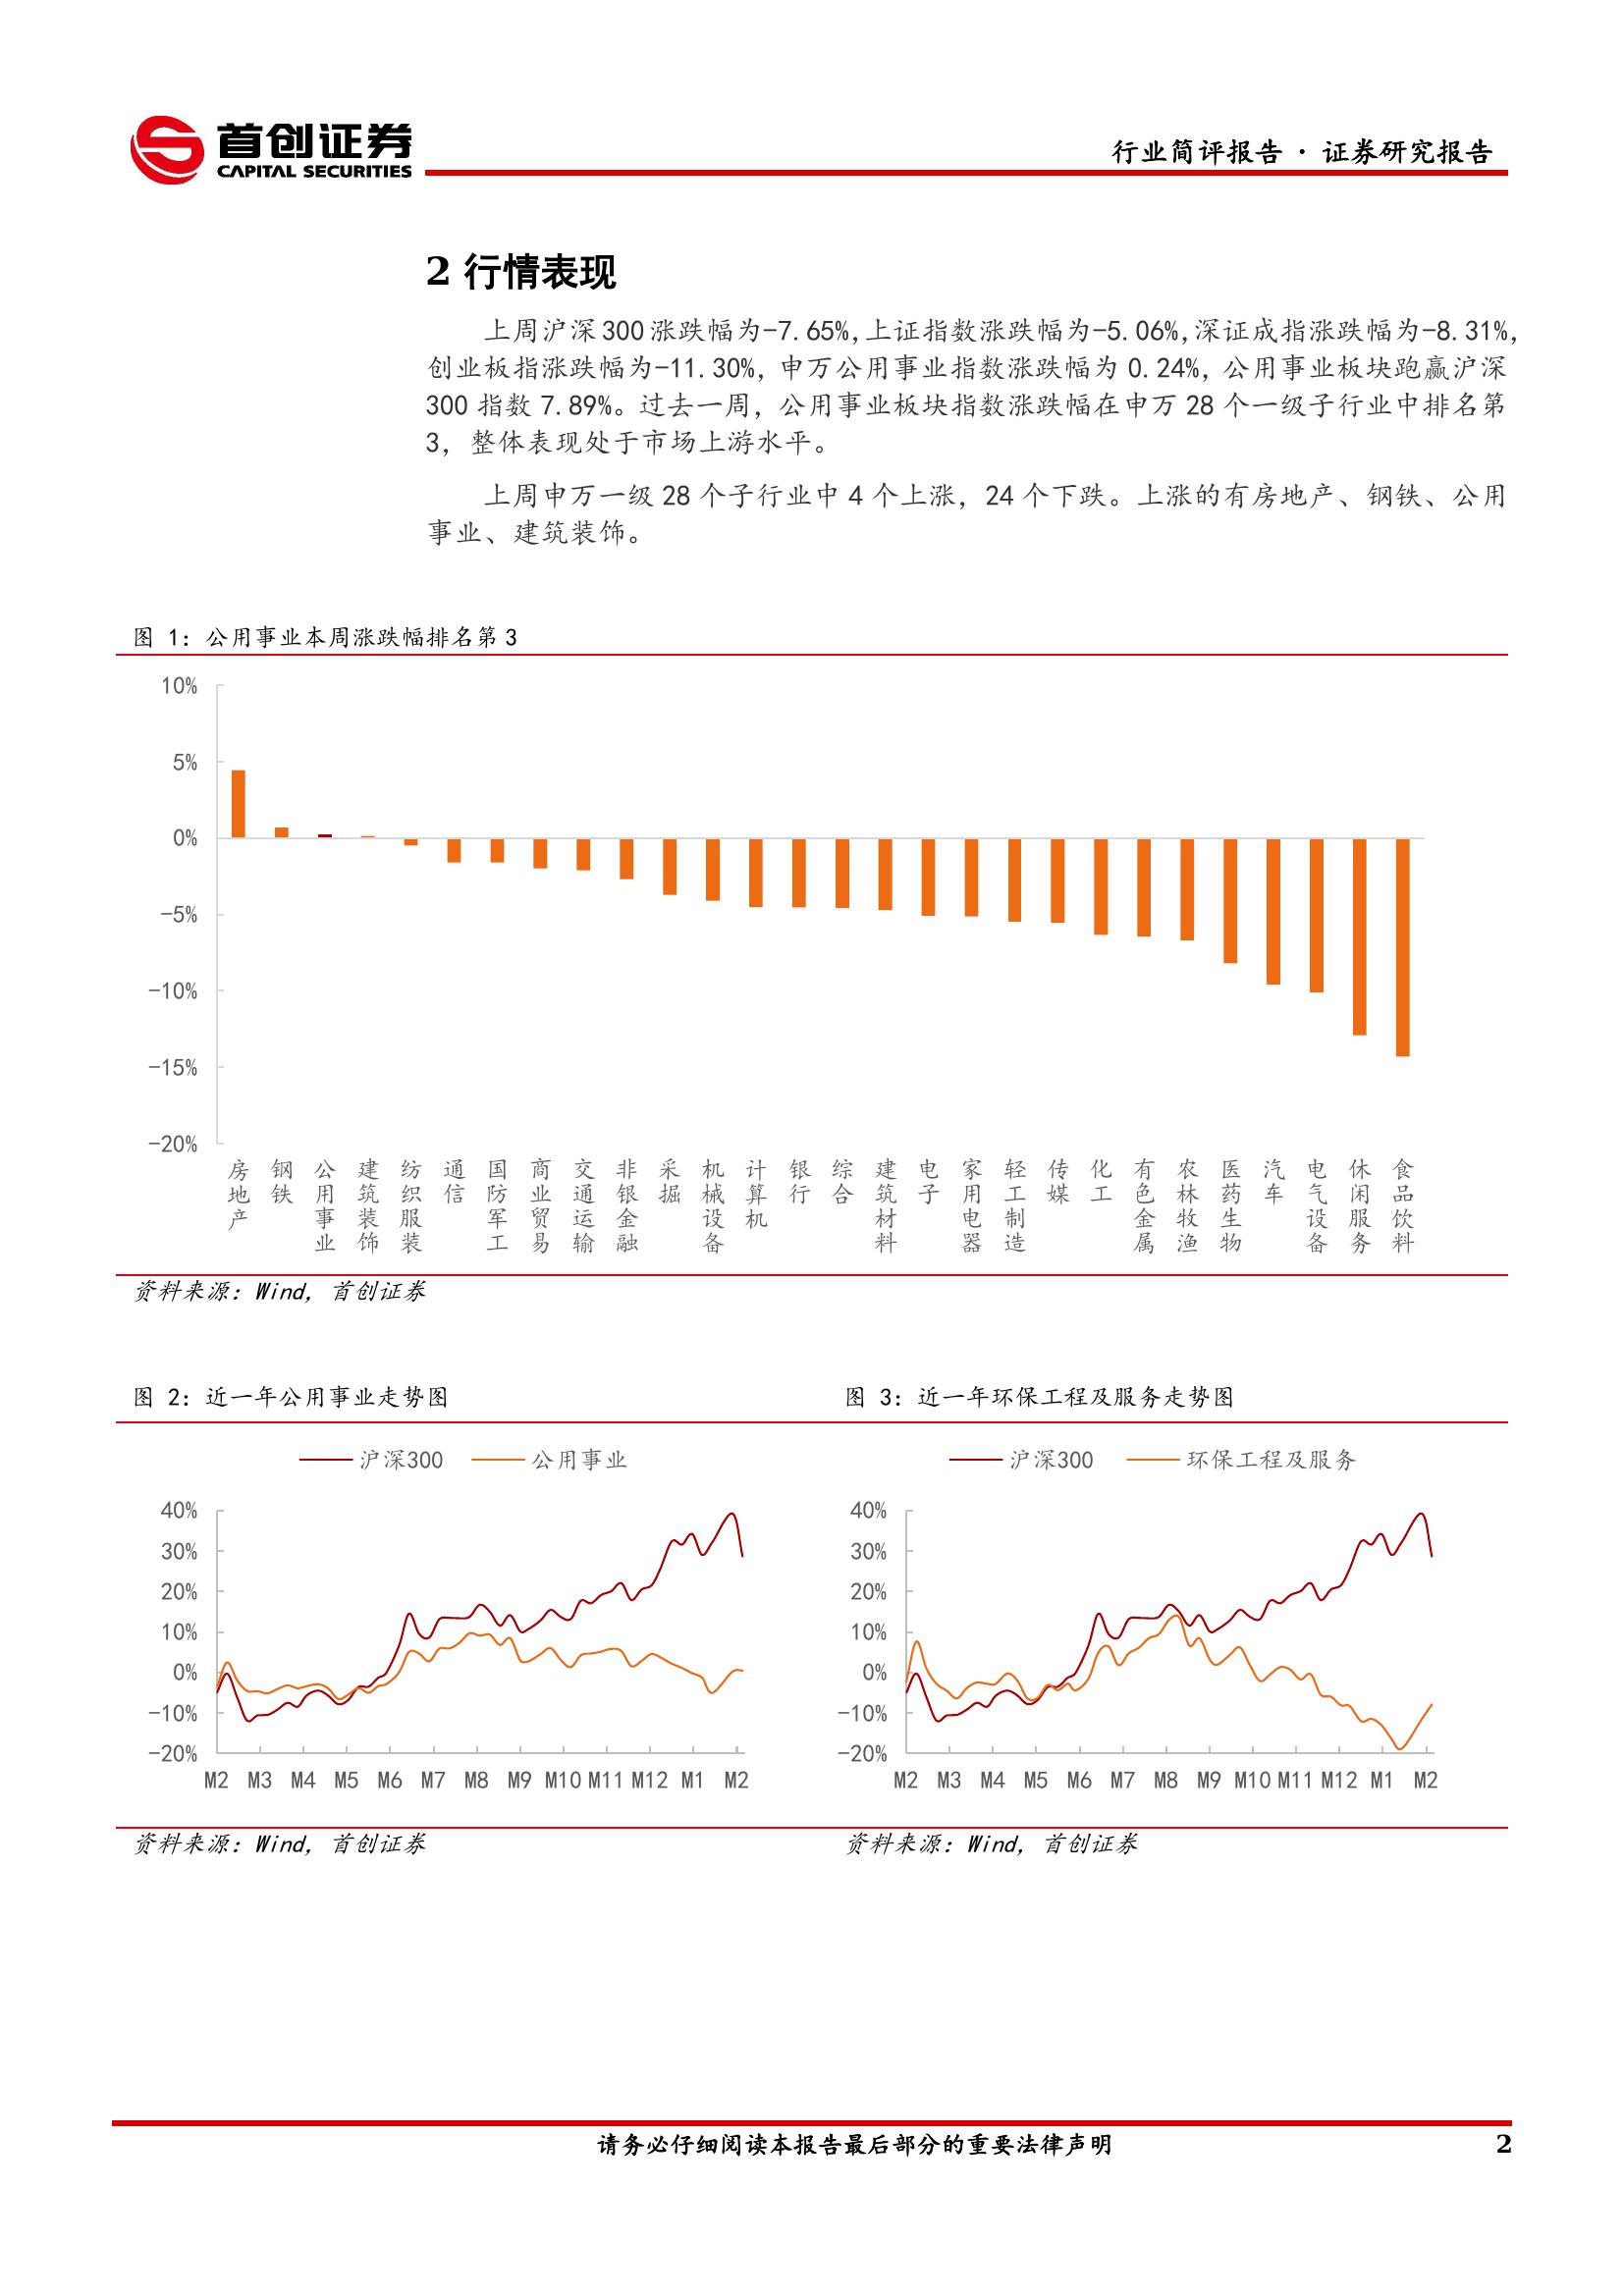 首创证券
CAPITAL SECURITIES
行业简评报告 · 证券研究报告
2 行情表现
上周沪深300涨跌幅为-7.65%,上证指数涨跌幅为-5.06%,深证成指涨跌幅为-8.31%,
创业板指涨跌幅为-11.30%，申万公用事业指数涨跌幅为 0.24%，公用事业板块跑赢沪深
300 指数 7.89%。过去一周，公用事业板块指数涨跌幅在申万 28 个一级子行业中排名第
3，整体表现处于市场上游水平。
上周申万一级 28 个子行业中 4 个上涨，24 个下跌。上涨的有房地产、钢铁、公用
事业、建筑装饰。
图 1：公用事业本周涨跌幅排名第 3
10%
5%
0%
-5%
-10%
-15%
-20%
房地产
钢铁
公用事业
建筑装饰
纺织服装
通信
国防军工
商业贸易
交通运输
非银金融
采掘
机械设备
计算机
银行
综合
建筑材料
电子
家用电器
轻工制造
传媒
化工
有色金属
农林牧渔
医药生物
汽车
电气设备
休闲服务
食品饮料
资料来源：Wind，首创证券
图 2：近一年公用事业走势图
沪深300 公用事业
40%
30%
20%
10%
0%
-10%
-20%
M2 M3 M4 M5 M6 M7 M8 M9 M10 M11 M12 M1 M2
资料来源：Wind，首创证券
图 3：近一年环保工程及服务走势图
沪深300 环保工程及服务
40%
30%
20%
10%
0%
-10%
-20%
M2 M3 M4 M5 M6 M7 M8 M9 M10 M11 M12 M1 M2
资料来源：Wind，首创证券
请务必仔细阅读本报告最后部分的重要法律声明
2